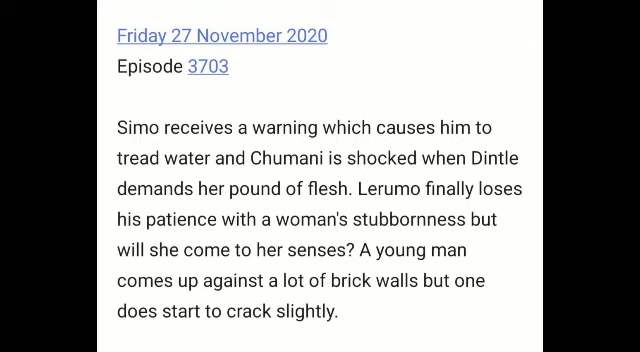 Friday 27 November 2020
Episode 3703
Simo receives a warning which causes him to
tread water and Chumani is shocked when Dintle
demands her pound of flesh. Lerumo finally loses
his patience with a woman's stubbornness but
will she come to her senses? A young man
comes up against a lot of brick walls but one
does start to crack slightly.